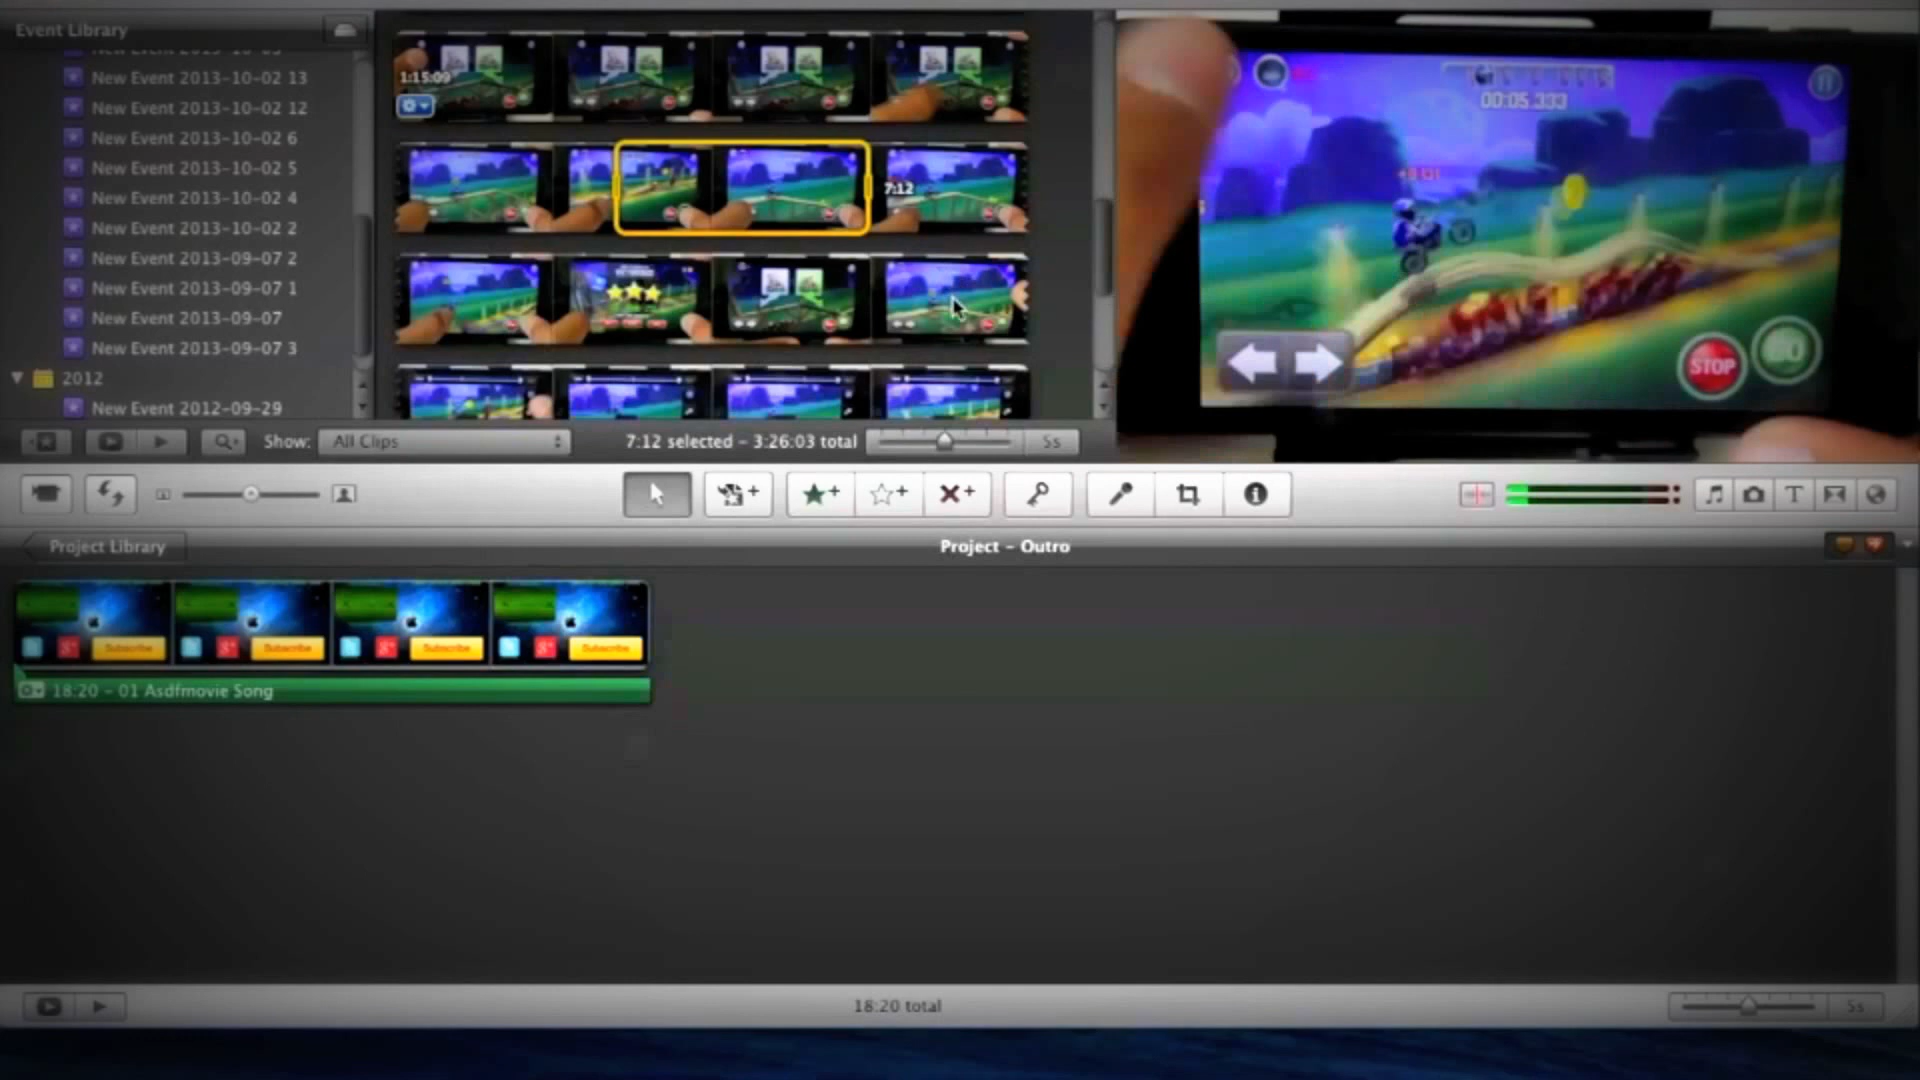 Event Library
New Event 2013-10-02 13
New Event 2013-10-02 12
New Event 2013-10-02 6
New Event 2013-10-02 5
New Event 2013-10-02 4
New Event 2013-10-02 2
New Event 2013-09-07 2
New Event 2013-09-07 1
New Event 2013-09-07
New Event 2013-09-07 3
2012
New Event 2012-09-29
1:15:09
7:12
00:05.333
STOP
Show: All Clips
7:12 selected - 3:26:03 total
5s
Project Library
Project - Outro
Subscribe
Subscribe
Subscribe
Subscribe
18:20 - 01 Asdfmovie Song
18:20 total
5s